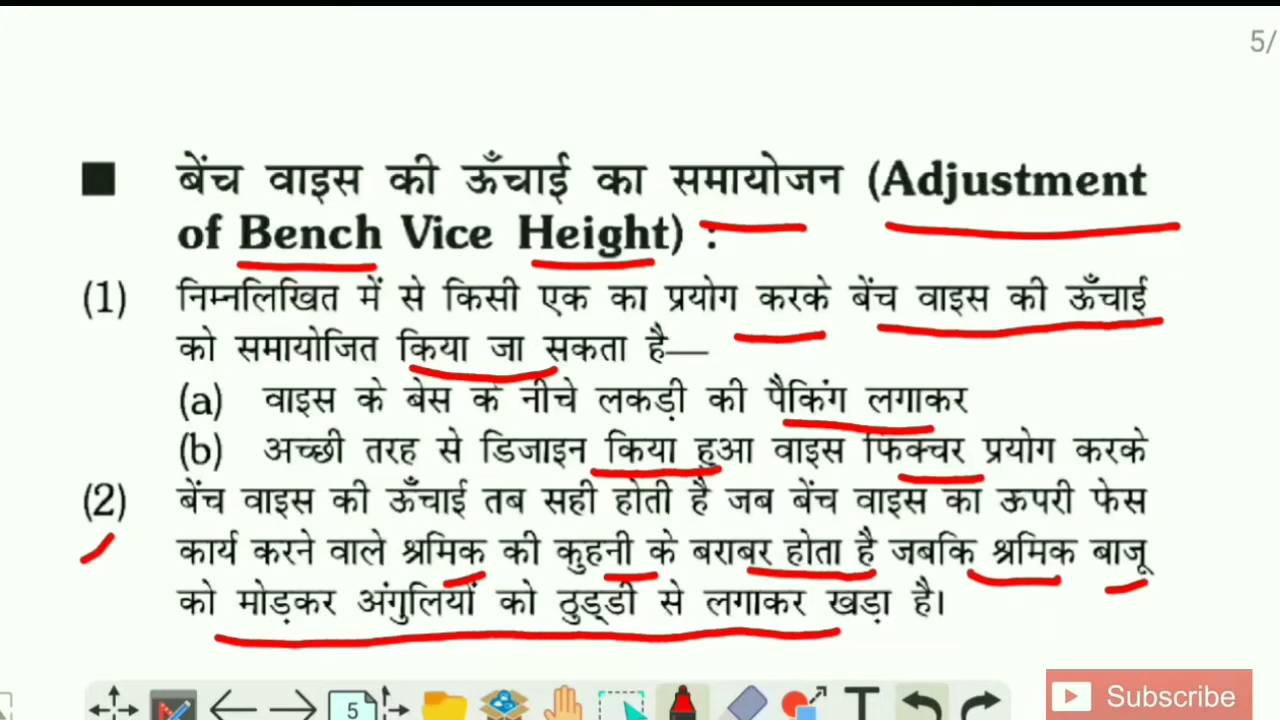 5/
■ बेंच वाइस की ऊँचाई का समायोजन (Adjustment
of Bench Vice Height) :
(1) निम्नलिखित में से किसी एक का प्रयोग करके बेंच वाइस की ऊँचाई
को समायोजित किया जा सकता है—
(a) वाइस के बेस के नीचे लकड़ी की पैकिंग लगाकर
(b) अच्छी तरह से डिजाइन किया हुआ वाइस फिक्चर प्रयोग करके
(2) बेंच वाइस की ऊँचाई तब सही होती है जब बेंच वाइस का ऊपरी फेस
कार्य करने वाले श्रमिक की कुहनी के बराबर होता है जबकि श्रमिक बाजू
को मोड़कर अंगुलियों को ठुड्डी से लगाकर खड़ा है।
5
T
Subscribe